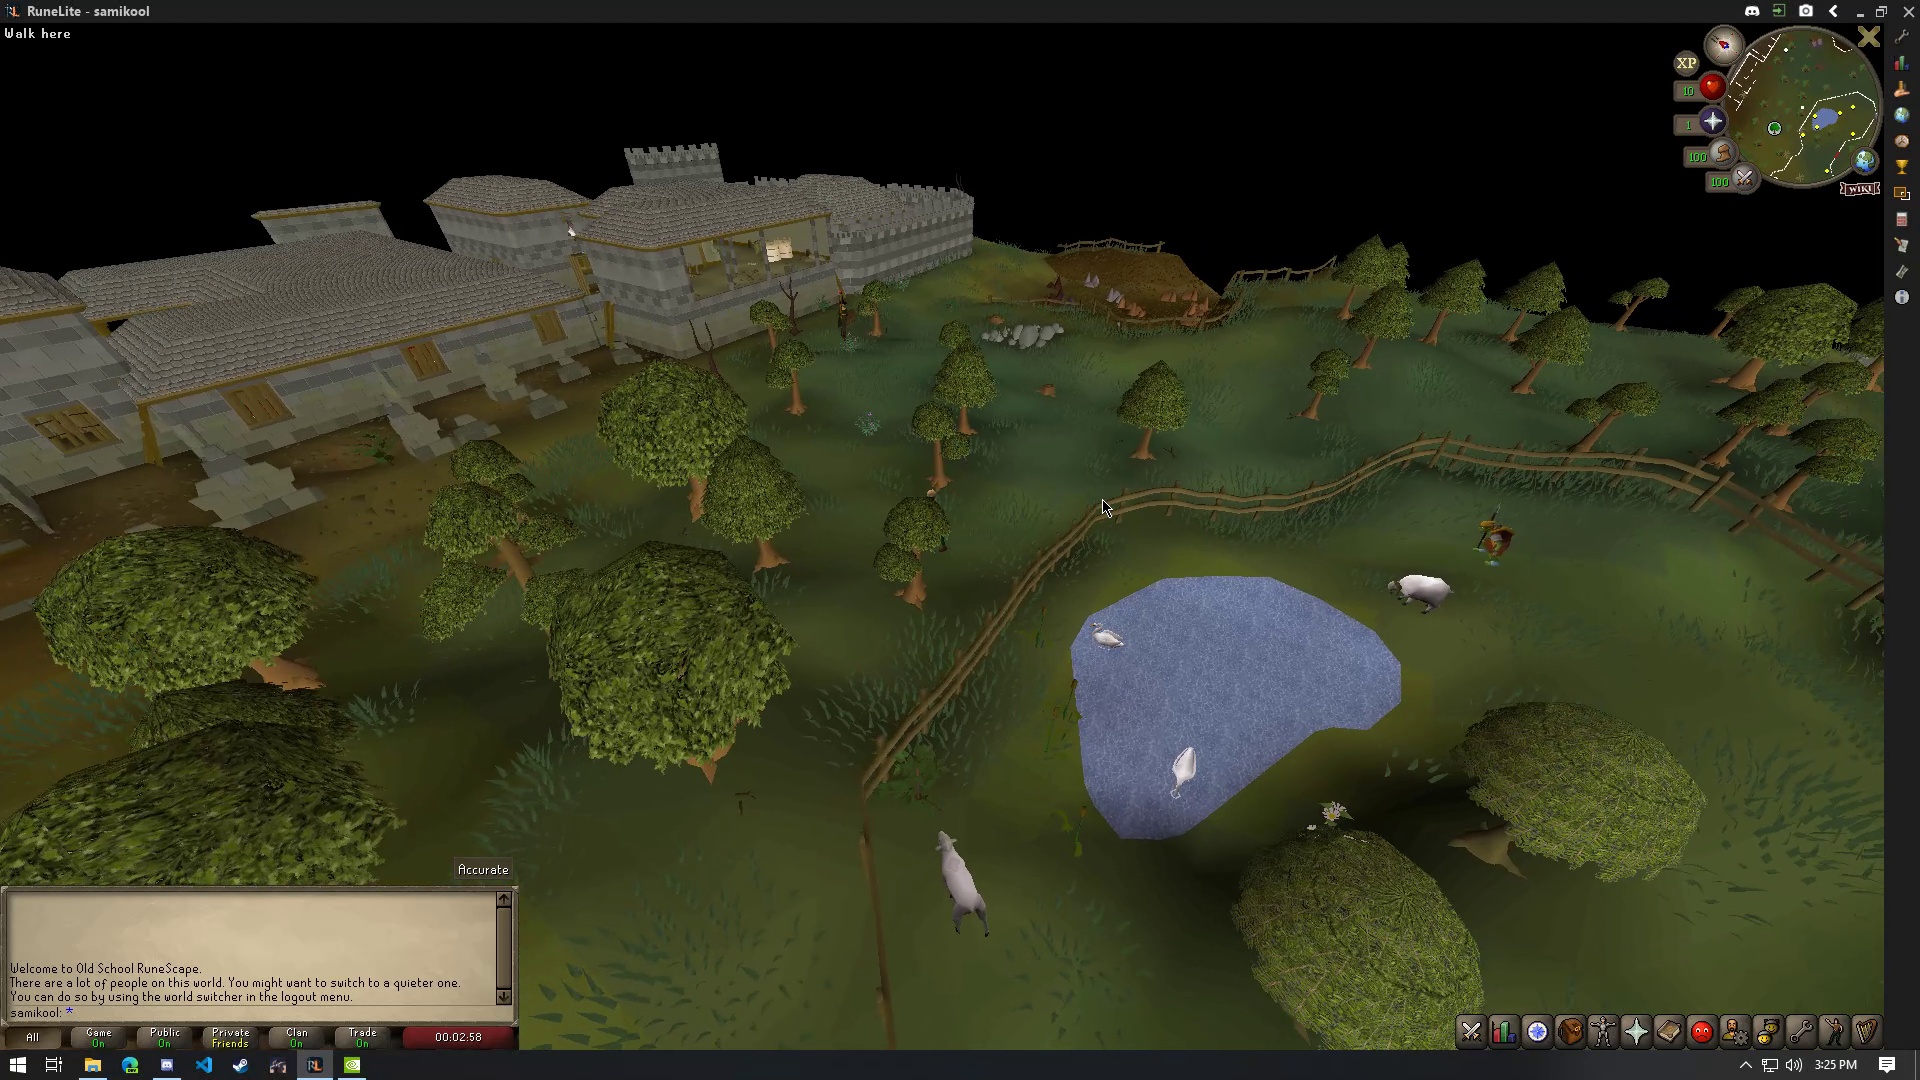 RuneLite - samikool
Walk here
XP
10
1
100
100
WIKI
Accurate
Welcome to Old School RuneScape.
There are a lot of people on this world. You might want to switch to a quieter one.
You can do so by using the world switcher in the logout menu.
samikool: *
All
Game
On
Public
On
Private
Friends
Clan
On
Trade
On
00:02:58
3:25 PM